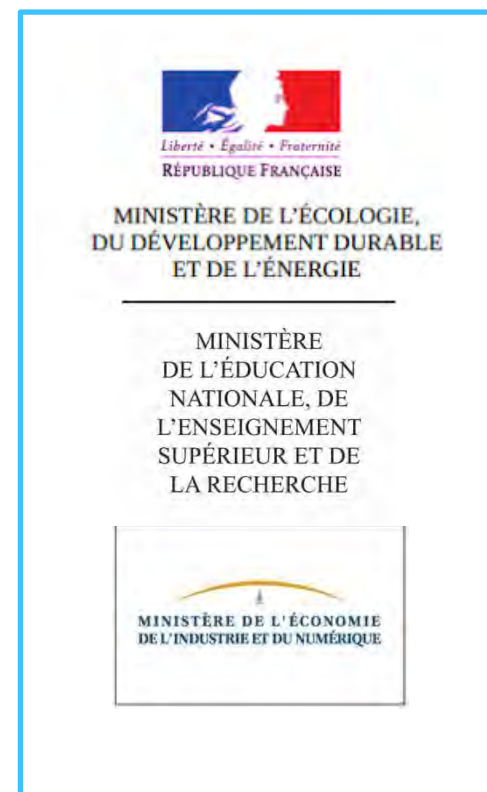 Liberté • Égalité • Fraternité
RÉPUBLIQUE FRANÇAISE
MINISTÈRE DE L'ÉCOLOGIE,
DU DÉVELOPPEMENT DURABLE
ET DE L'ÉNERGIE
MINISTÈRE
DE L'ÉDUCATION
NATIONALE, DE
L'ENSEIGNEMENT
SUPÉRIEUR ET DE
LA RECHERCHE
MINISTÈRE DE L'ÉCONOMIE
DE L'INDUSTRIE ET DU NUMÉRIQUE